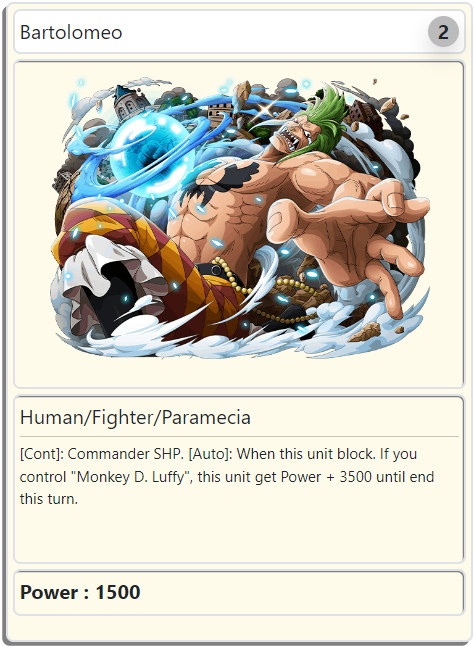 Bartolomeo
2
Human/Fighter/Paramecia
[Cont]: Commander SHP. [Auto]: When this unit block. If you
control "Monkey D. Luffy", this unit get Power + 3500 until end
this turn.
Power : 1500